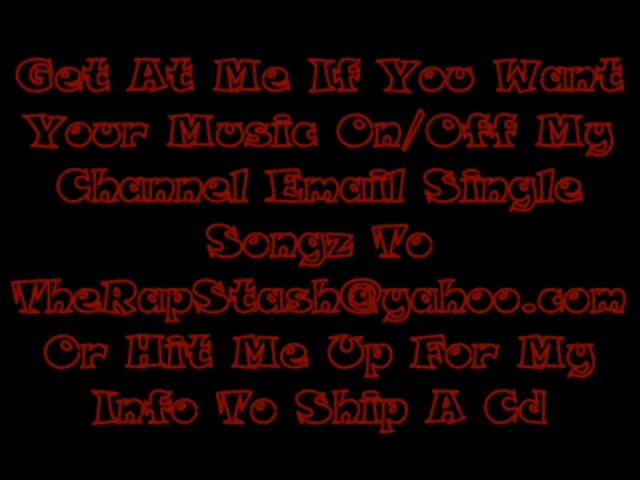 Get At Me If You Want
Your Music On/Off My
Channel Email Single
Songz To
TheRapStash@yahoo.com
Or Hit Me Up For My
Info To Ship A Cd